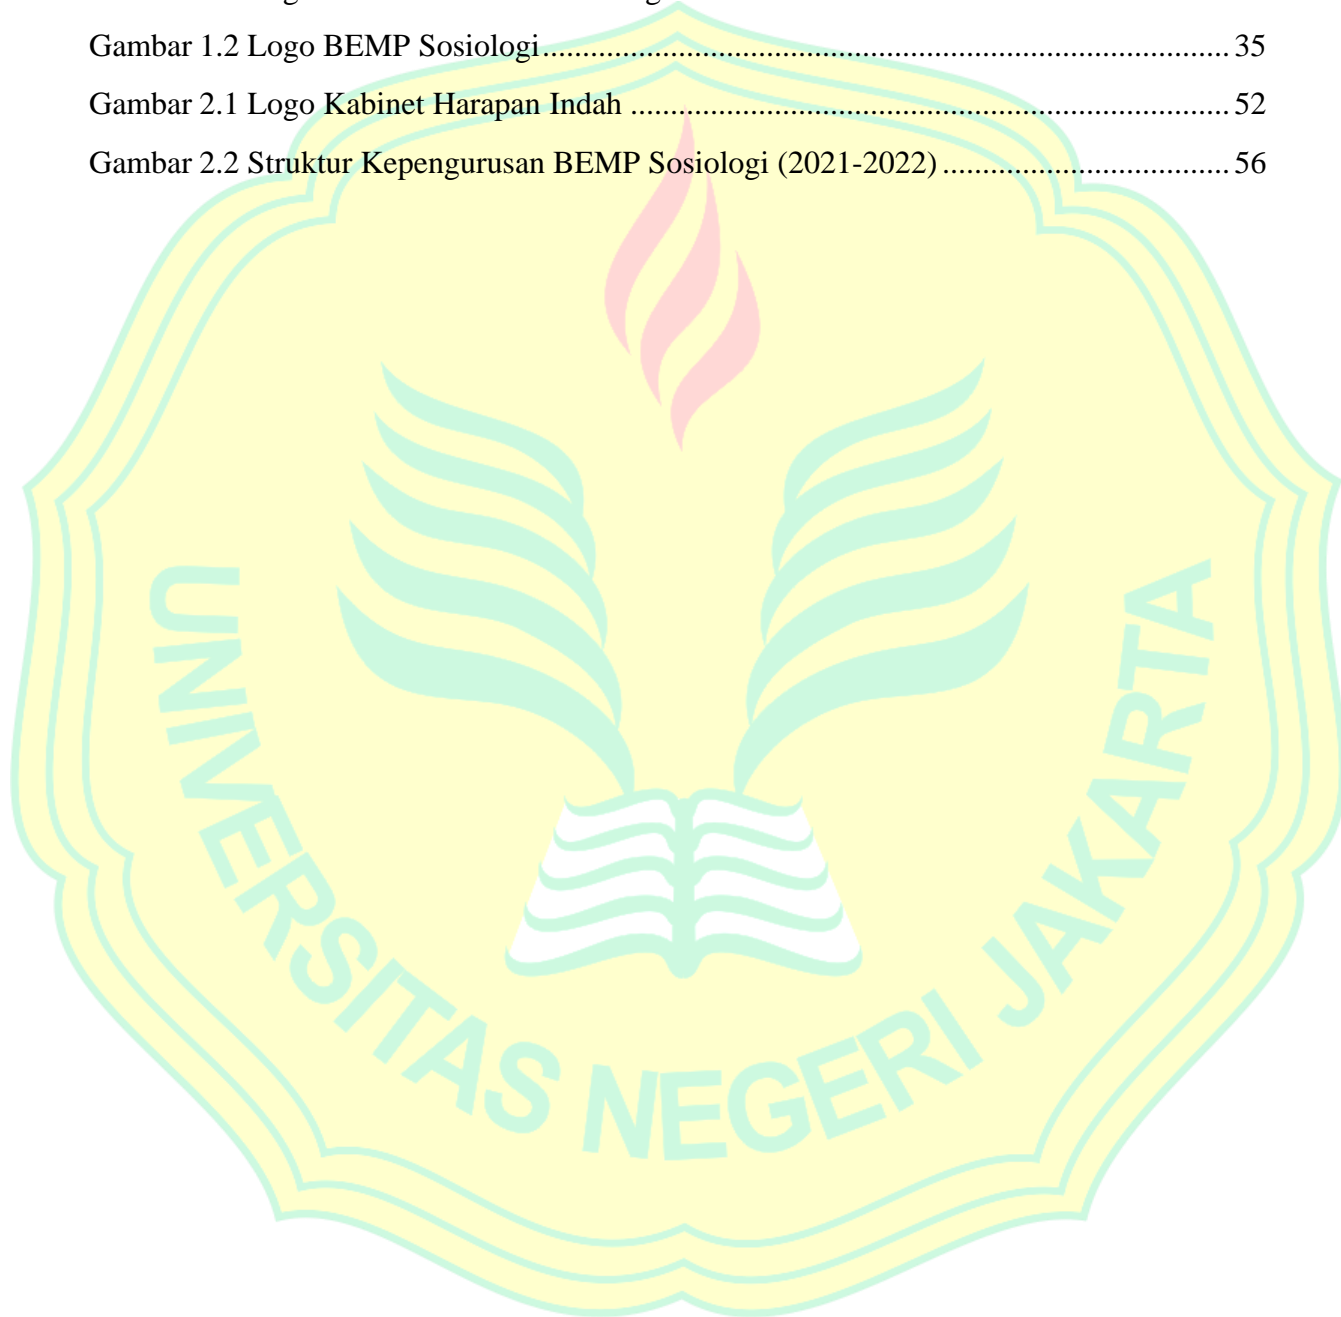 Gambar 1.2 Logo BEMP Sosiologi.................................................................................... 35
Gambar 2.1 Logo Kabinet Harapan Indah ......................................................................... 52
Gambar 2.2 Struktur Kepengurusan BEMP Sosiologi (2021-2022) ................................... 56
UNIVERSITAS NEGERI JAKARTA